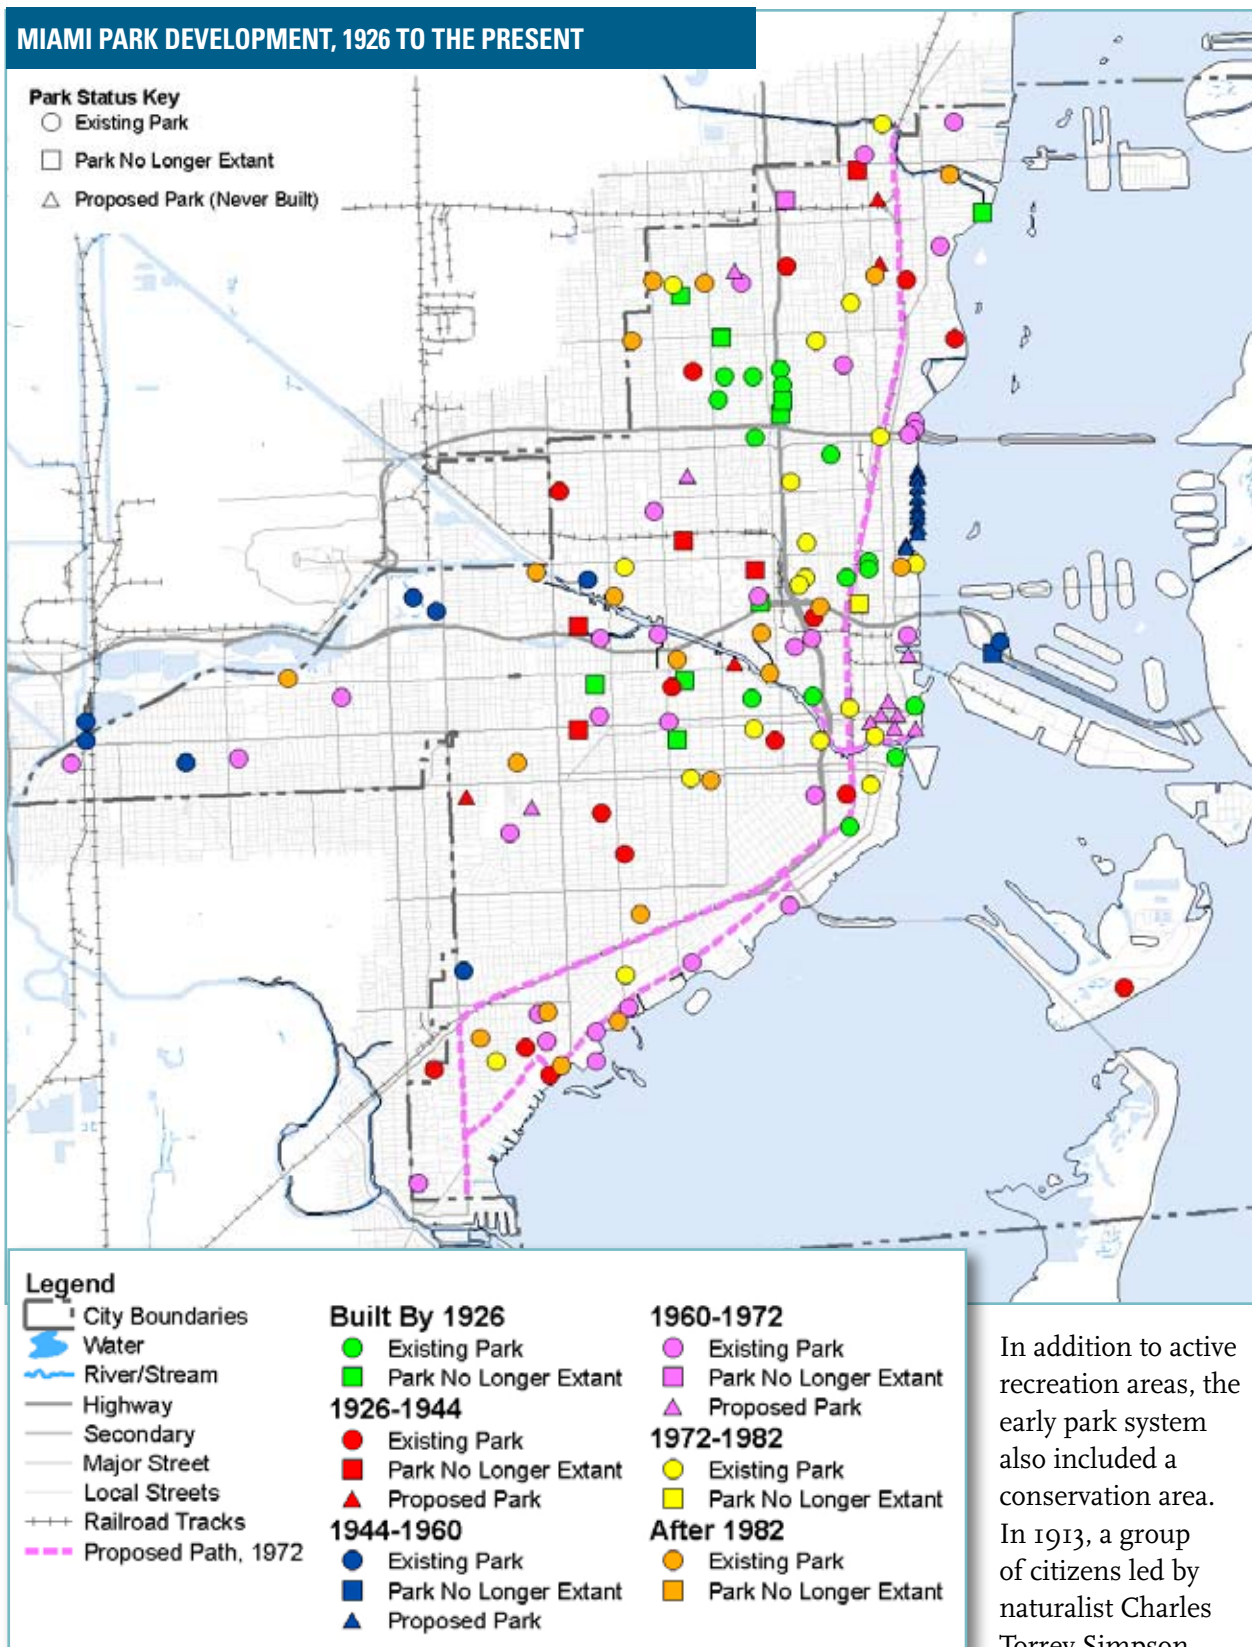 MIAMI PARK DEVELOPMENT, 1926 TO THE PRESENT
Park Status Key
Existing Park
Park No Longer Extant
Proposed Park (Never Built)
Legend
City Boundaries
Water
River/Stream
Highway
Secondary
Major Street
Local Streets
Railroad Tracks
Proposed Path, 1972
Built By 1926
Existing Park
Park No Longer Extant
1926-1944
Existing Park
Park No Longer Extant
Proposed Park
1944-1960
Existing Park
Park No Longer Extant
Proposed Park
1960-1972
Existing Park
Park No Longer Extant
Proposed Park
1972-1982
Existing Park
Park No Longer Extant
After 1982
Existing Park
Park No Longer Extant
In addition to active
recreation areas, the
early park system
also included a
conservation area.
In 1913, a group
of citizens led by
naturalist Charles
Torrey Simpson